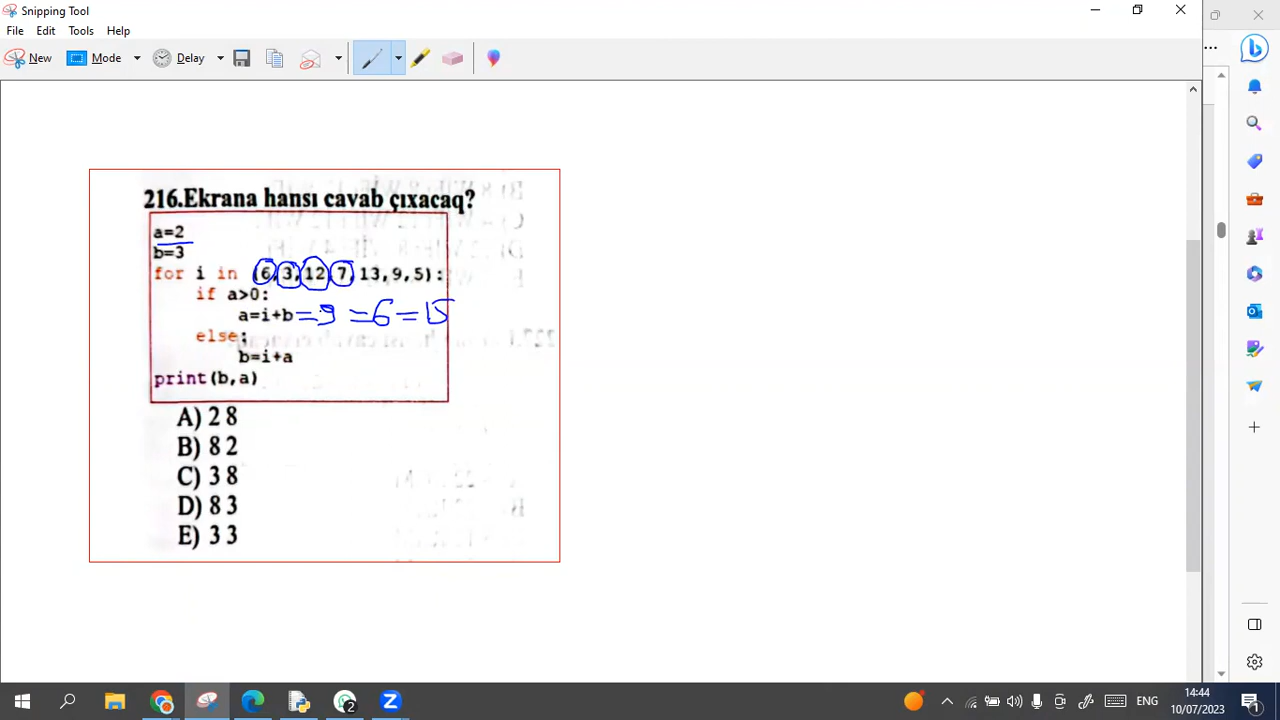 Snipping Tool
File Edit Tools Help
New Mode Delay
216.Ekrana hansı cavab çıxacaq?
a=2
b=3
for i in (6,3,12,7,13,9,5):
if a>0:
a=i+b =9 =6 =15
else:
b=i+a
print(b,a)
A) 2 8
B) 8 2
C) 3 8
D) 8 3
E) 3 3
2
ENG
14:44
10/07/2023
1